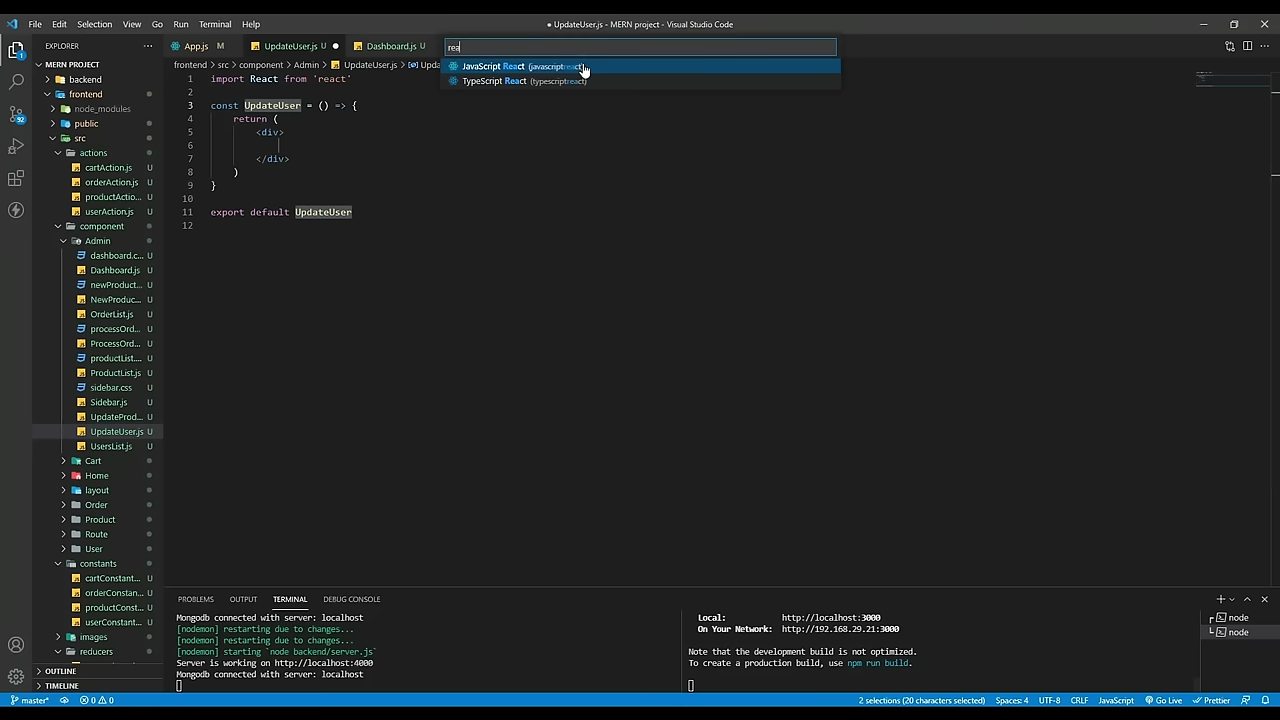 File Edit Selection View Go Run Terminal Help
● UpdateUser.js - MERN project - Visual Studio Code
EXPLORER
App.js M
UpdateUser.js U ●
Dashboard.js U
rea
JavaScript React (javascriptreact)
TypeScript React (typescriptreact)
frontend > src > component > Admin > UpdateUser.js > Upda
MERN PROJECT
backend
frontend
node_modules
public
src
actions
cartAction.js U
orderAction.js U
productActio... U
userAction.js U
component
Admin
dashboard.c... U
Dashboard.js U
newProduct... U
NewProduc... U
OrderList.js U
processOrd... U
ProcessOrd... U
productList.... U
ProductList.js U
sidebar.css U
Sidebar.js U
UpdateProd... U
UpdateUser.js U
UsersList.js U
Cart
Home
layout
Order
Product
Route
User
constants
cartConstant... U
orderConstan... U
productConst... U
userConstant... U
images
reducers
OUTLINE
TIMELINE
52
1 import React from 'react'
2
3 const UpdateUser = () => {
4 return (
5 <div>
6
7 </div>
8 )
9 }
10
11 export default UpdateUser
12
PROBLEMS OUTPUT TERMINAL DEBUG CONSOLE
Mongodb connected with server: localhost
[nodemon] restarting due to changes...
[nodemon] restarting due to changes...
[nodemon] starting `node backend/server.js`
Server is working on http://localhost:4000
Mongodb connected with server: localhost
Local: http://localhost:3000
On Your Network: http://192.168.29.21:3000
Note that the development build is not optimized.
To create a production build, use npm run build.
node
node
master* 0 0 2 selections (20 characters selected) Spaces: 4 UTF-8 CRLF JavaScript Go Live Prettier